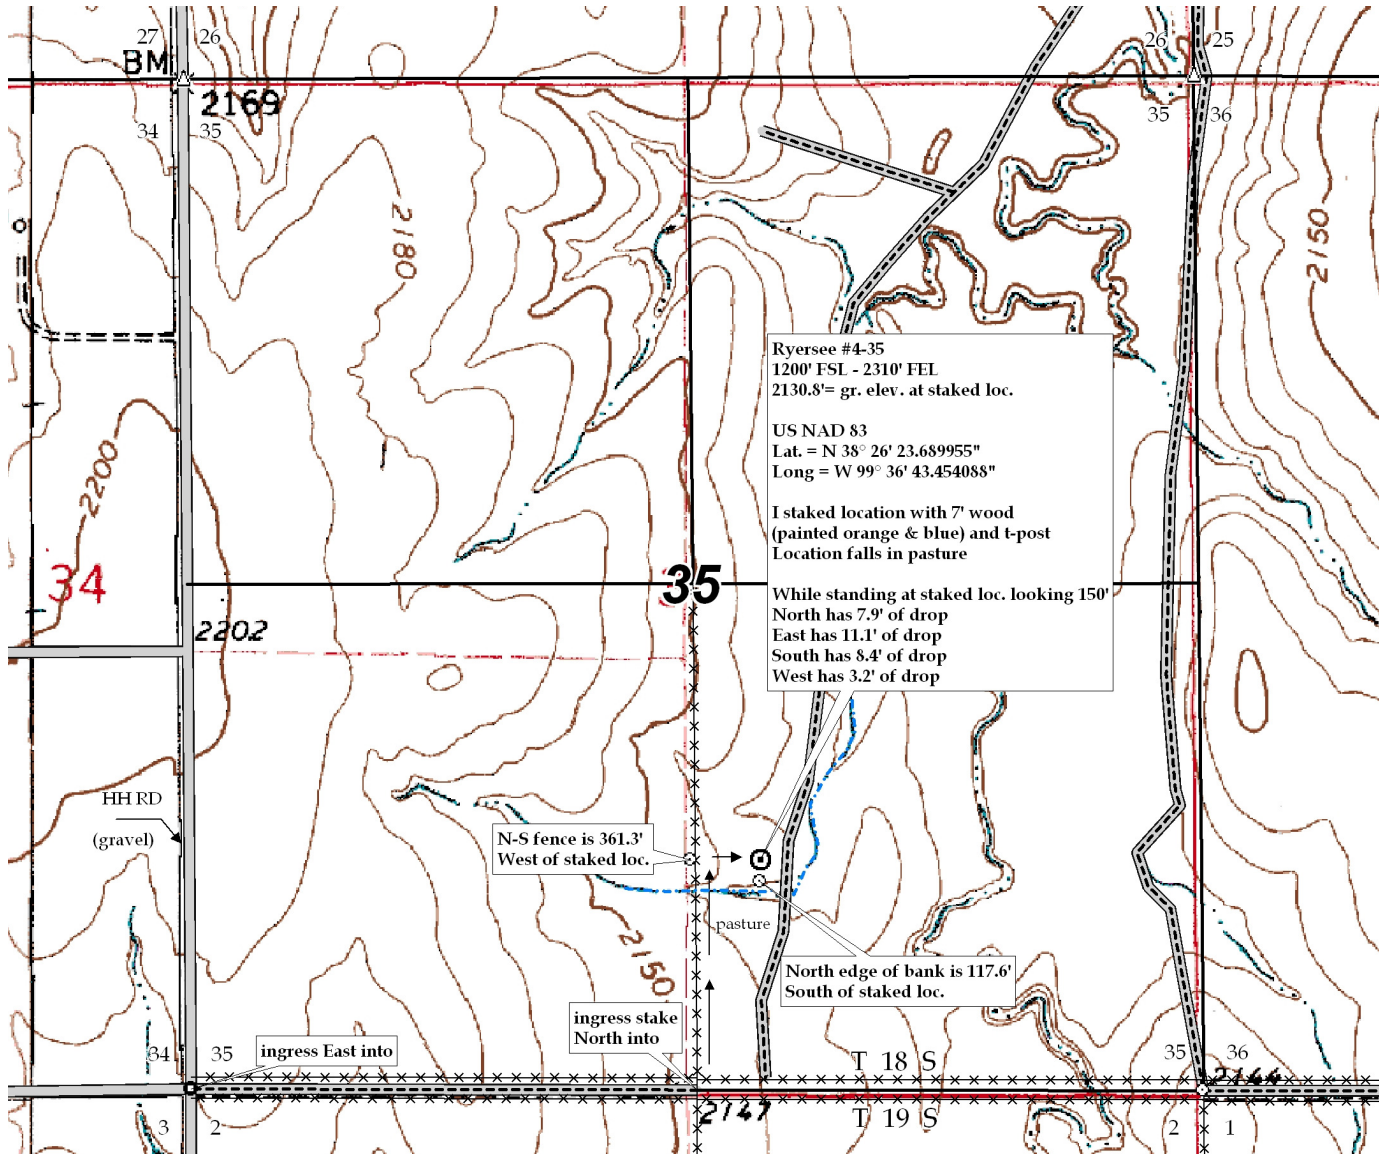 27
26
26
25
BM
2169
34
35
35
36
2180
2150
Ryersee #4-35
1200' FSL - 2310' FEL
2130.8'= gr. elev. at staked loc.
US NAD 83
Lat. = N 38° 26' 23.689955"
Long = W 99° 36' 43.454088"
I staked location with 7' wood
(painted orange & blue) and t-post
Location falls in pasture
While standing at staked loc. looking 150'
North has 7.9' of drop
East has 11.1' of drop
South has 8.4' of drop
West has 3.2' of drop
2200
34
35
2202
HH RD
(gravel)
N-S fence is 361.3'
West of staked loc.
pasture
2150
North edge of bank is 117.6'
South of staked loc.
ingress stake
North into
ingress East into
34
35
T 18 S
35
36
2144
2147
T 19 S
3
2
2
1